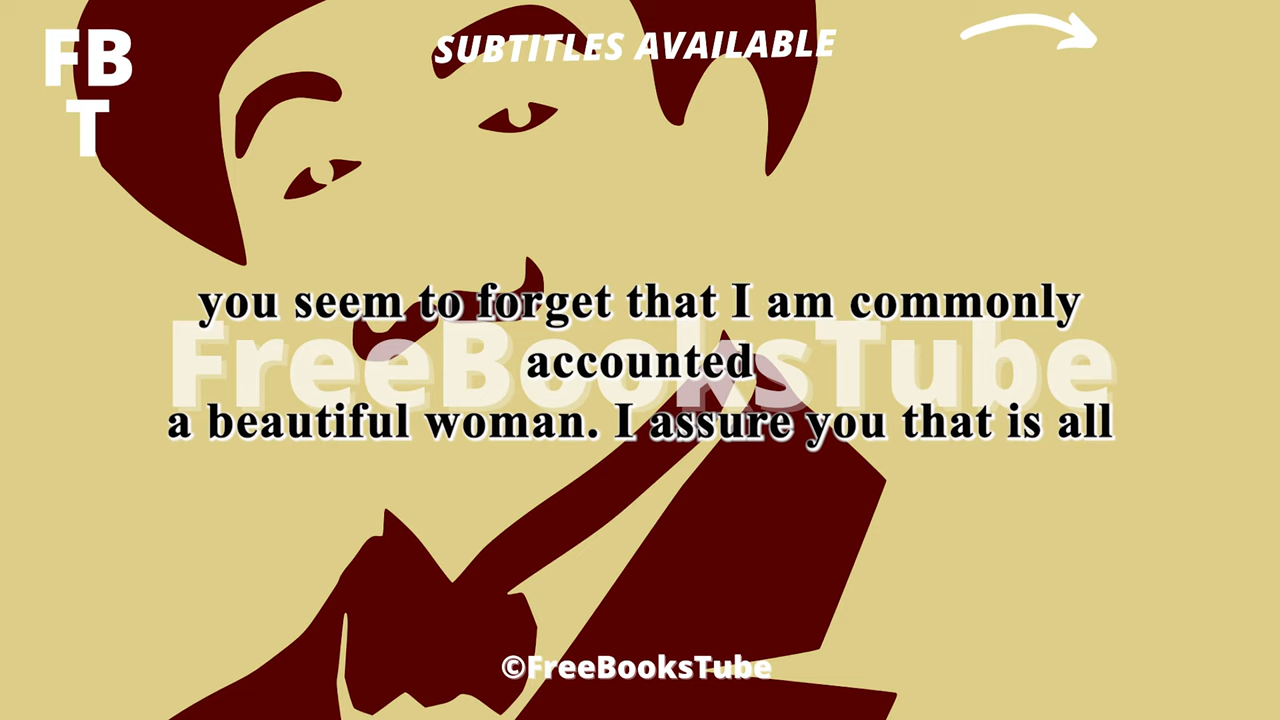 FB
T
SUBTITLES AVAILABLE
you seem to forget that I am commonly
accounted
FreeBooksTube
a beautiful woman. I assure you that is all
©FreeBooksTube